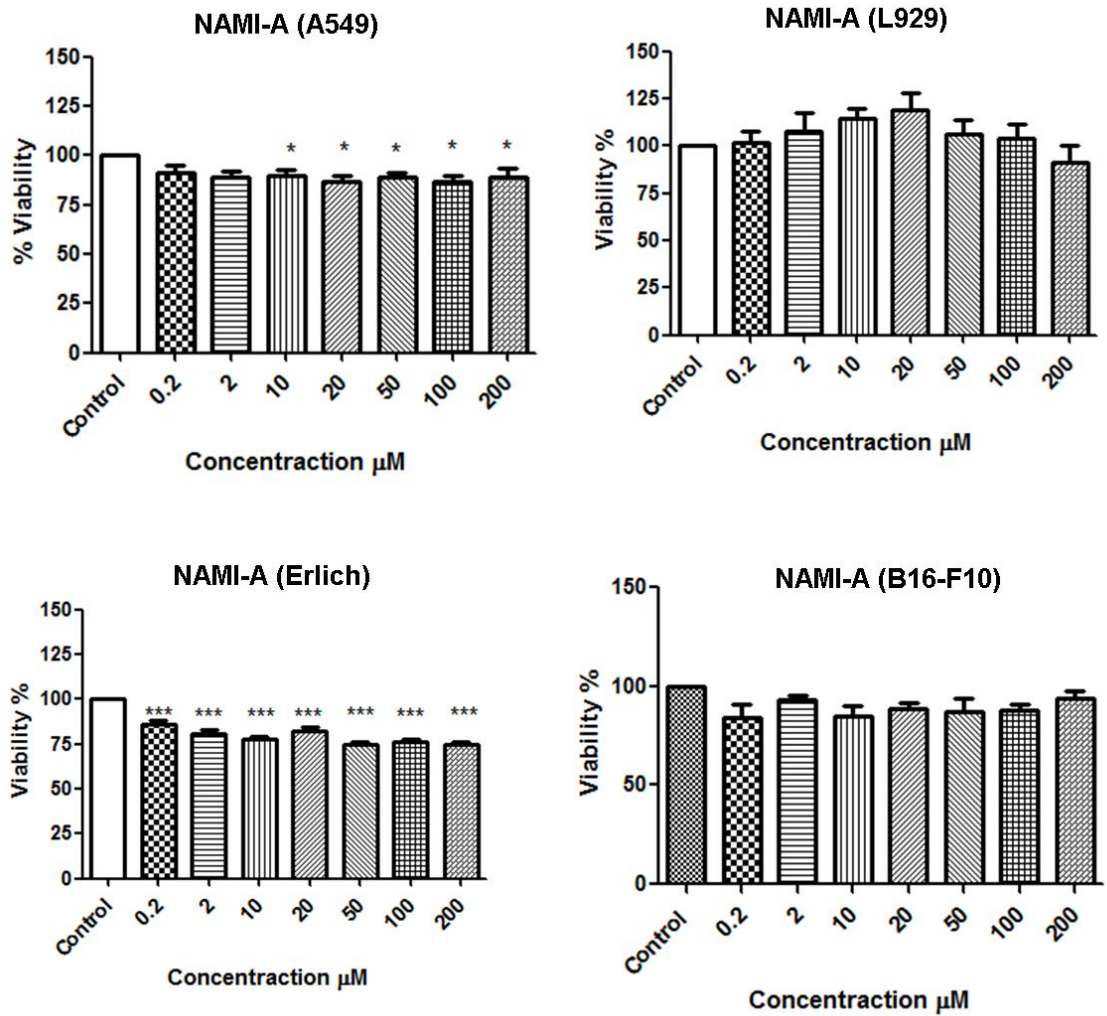 NAMI-A (A549)
% Viability
150
125
100
75
50
25
0
* * * * *
Control 0.2 2 10 20 50 100 200
Concentraction μM
NAMI-A (L929)
Viability %
150
125
100
75
50
25
0
Control 0.2 2 10 20 50 100 200
Concentraction μM
NAMI-A (Erlich)
Viability %
150
125
100
75
50
25
0
*** *** *** *** *** *** ***
Control 0.2 2 10 20 50 100 200
Concentraction μM
NAMI-A (B16-F10)
Viability %
150
100
50
0
Control 0.2 2 10 20 50 100 200
Concentraction μM